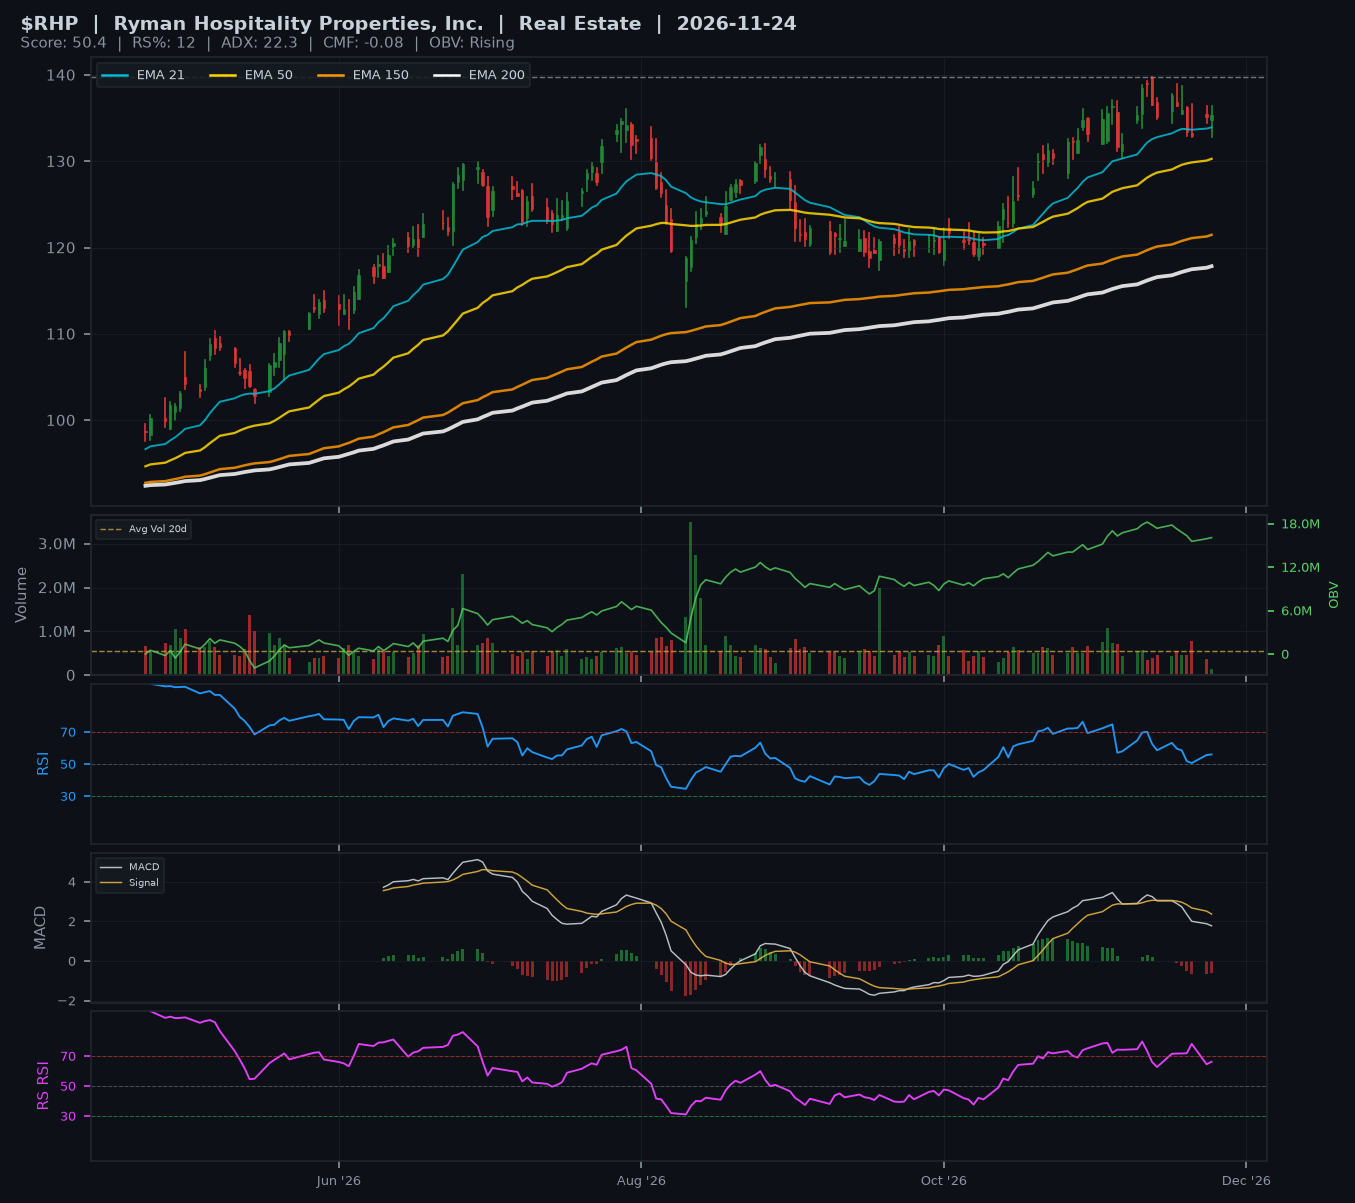 $RHP | Ryman Hospitality Properties, Inc. | Real Estate | 2026-11-24
Score: 50.4 | RS%: 12 | ADX: 22.3 | CMF: -0.08 | OBV: Rising
EMA 21 EMA 50 EMA 150 EMA 200
140
130
120
110
100
Avg Vol 20d
Volume
3.0M
2.0M
1.0M
0
18.0M
12.0M
6.0M
0
OBV
RSI
70
50
30
MACD
Signal
MACD
4
2
0
−2
RS RSI
70
50
30
Jun '26 Aug '26 Oct '26 Dec '26